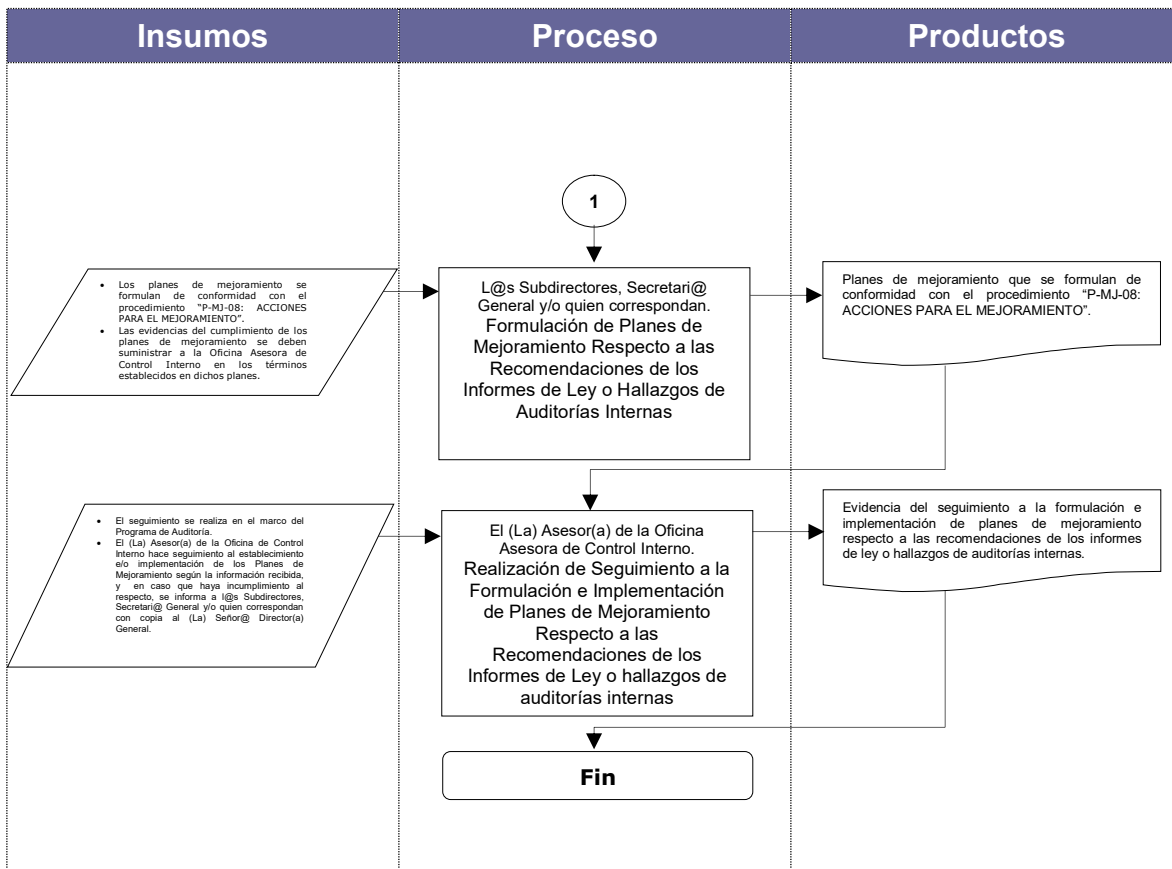 Insumos
Proceso
Productos
1
• Los planes de mejoramiento se
formulan de conformidad con el
procedimiento "P-MJ-08: ACCIONES
PARA EL MEJORAMIENTO".
• Las evidencias del cumplimiento de los
planes de mejoramiento se deben
suministrar a la Oficina Asesora de
Control Interno en los términos
establecidos en dichos planes.
L@s Subdirectores, Secretari@
General y/o quien correspondan.
Formulación de Planes de
Mejoramiento Respecto a las
Recomendaciones de los
Informes de Ley o Hallazgos de
Auditorías Internas
Planes de mejoramiento que se formulan de
conformidad con el procedimiento "P-MJ-08:
ACCIONES PARA EL MEJORAMIENTO".
• El seguimiento se realiza en el marco del
Programa de Auditoría.
• El (La) Asesor(a) de la Oficina de Control
Interno hace seguimiento al establecimiento
e/o implementación de los Planes de
Mejoramiento según la información recibida,
y en caso que haya incumplimiento al
respecto, se informa a l@s Subdirectores,
Secretari@ General y/o quien correspondan
con copia al (La) Señor@ Director(a)
General.
El (La) Asesor(a) de la Oficina
Asesora de Control Interno.
Realización de Seguimiento a la
Formulación e Implementación
de Planes de Mejoramiento
Respecto a las
Recomendaciones de los
Informes de Ley o hallazgos de
auditorías internas
Evidencia del seguimiento a la formulación e
implementación de planes de mejoramiento
respecto a las recomendaciones de los informes
de ley o hallazgos de auditorías internas.
Fin